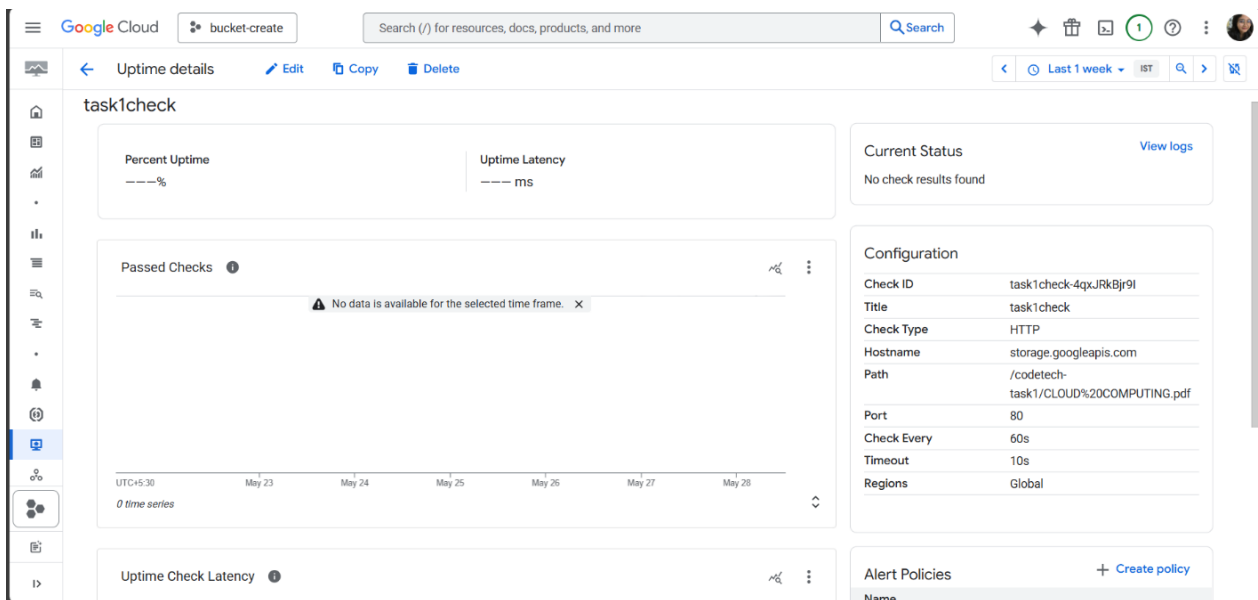 Google Cloud
bucket-create
Search (/) for resources, docs, products, and more
Search
1
Uptime details
Edit
Copy
Delete
Last 1 week
IST
task1check
Percent Uptime
–––%
Uptime Latency
––– ms
Current Status
View logs
No check results found
Passed Checks
No data is available for the selected time frame.
UTC+5:30
May 23
May 24
May 25
May 26
May 27
May 28
0 time series
Configuration
Check ID task1check-4qxJRkBjr9I
Title task1check
Check Type HTTP
Hostname storage.googleapis.com
Path /codetech-
task1/CLOUD%20COMPUTING.pdf
Port 80
Check Every 60s
Timeout 10s
Regions Global
Uptime Check Latency
Alert Policies
Create policy
Name